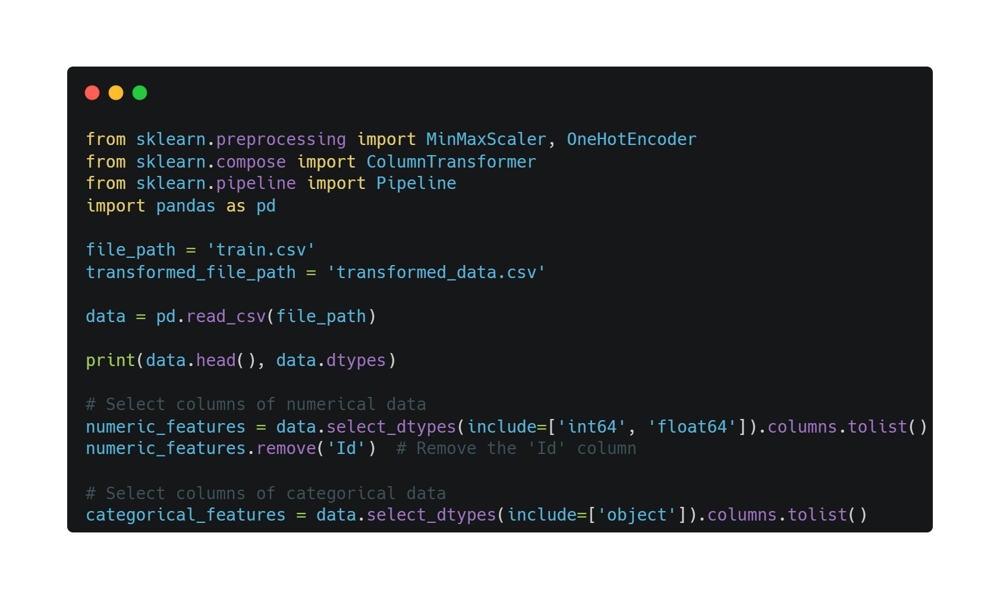 from sklearn.preprocessing import MinMaxScaler, OneHotEncoder
from sklearn.compose import ColumnTransformer
from sklearn.pipeline import Pipeline
import pandas as pd

file_path = 'train.csv'
transformed_file_path = 'transformed_data.csv'

data = pd.read_csv(file_path)

print(data.head(), data.dtypes)

# Select columns of numerical data
numeric_features = data.select_dtypes(include=['int64', 'float64']).columns.tolist()
numeric_features.remove('Id')  # Remove the 'Id' column

# Select columns of categorical data
categorical_features = data.select_dtypes(include=['object']).columns.tolist()